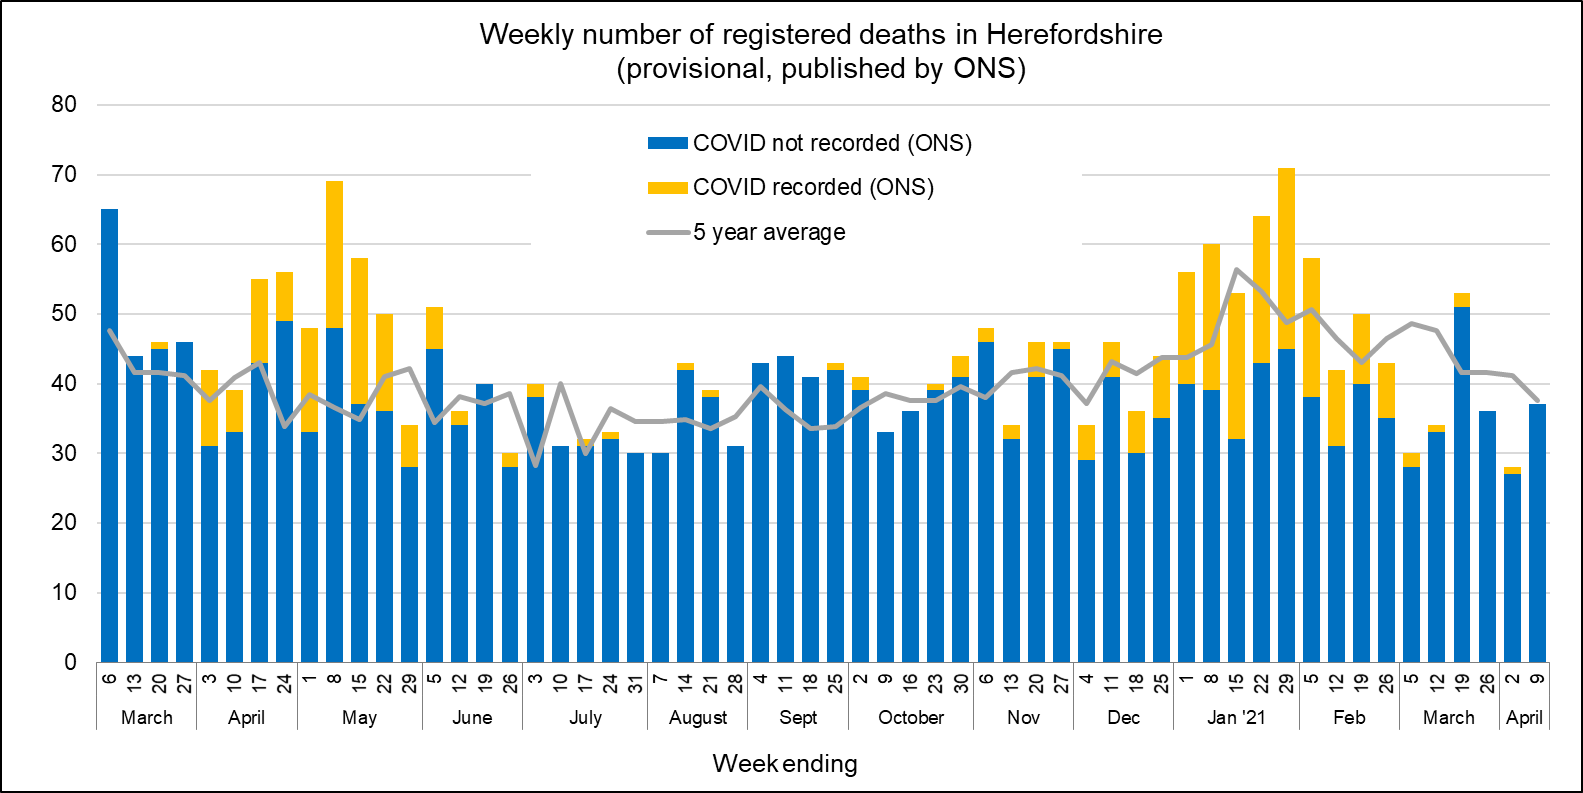 Weekly number of registered deaths in Herefordshire
(provisional, published by ONS)
80
70
60
50
40
30
20
10
0
COVID not recorded (ONS)
COVID recorded (ONS)
5 year average
6 13 20 27 3 10 17 24 1 8 15 22 29 5 12 19 26 3 10 17 24 31 7 14 21 28 4 11 18 25 2 9 16 23 30 6 13 20 27 4 11 18 25 1 8 15 22 29 5 12 19 26 5 12 19 26 2 9
March April May June July August Sept October Nov Dec Jan '21 Feb March April
Week ending